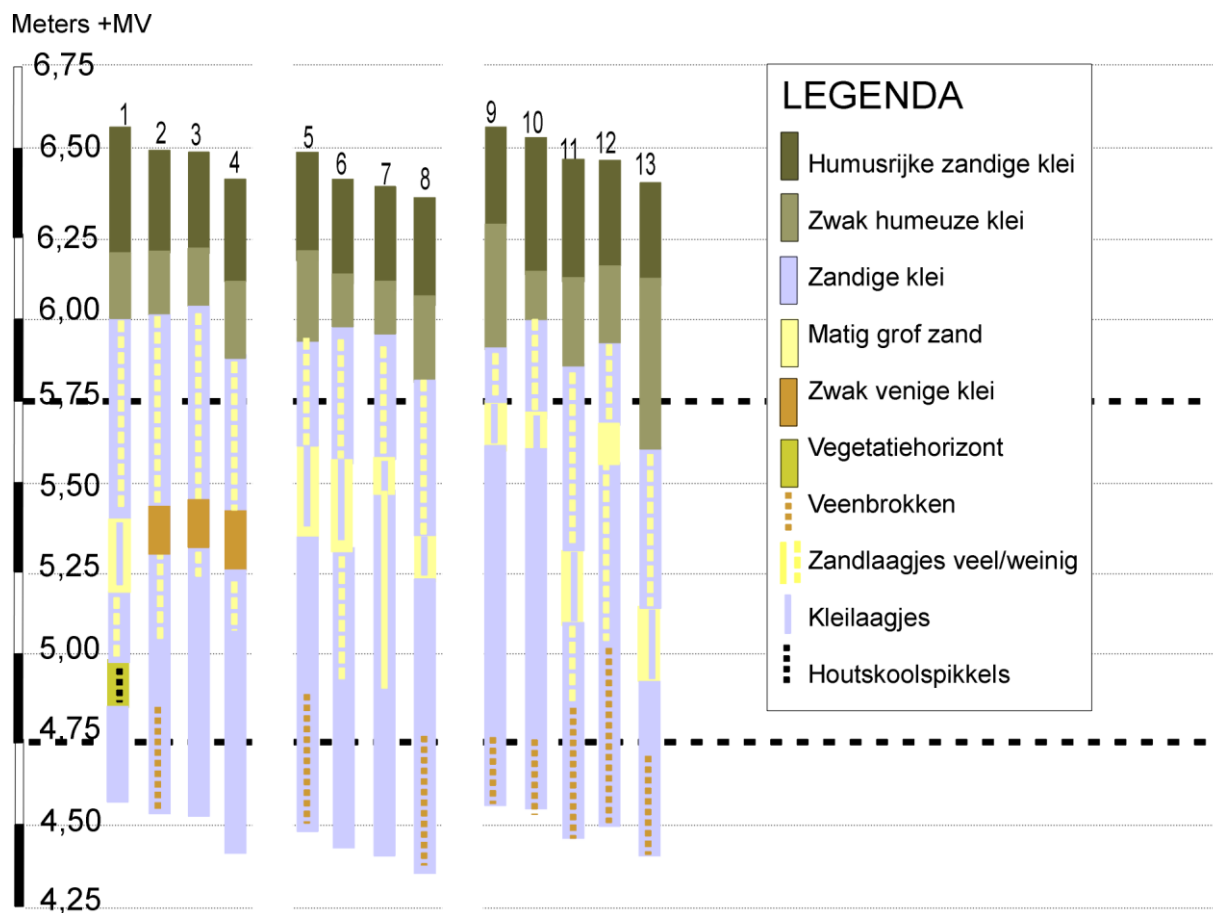 Meters +MV
6,75
6,50
6,25
6,00
5,75
5,50
5,25
5,00
4,75
4,50
4,25
1
2
3
4
5
6
7
8
9
10
11
12
13
LEGENDA
Humusrijke zandige klei
Zwak humeuze klei
Zandige klei
Matig grof zand
Zwak venige klei
Vegetatiehorizont
Veenbrokken
Zandlaagjes veel/weinig
Kleilaagjes
Houtskoolspikkels